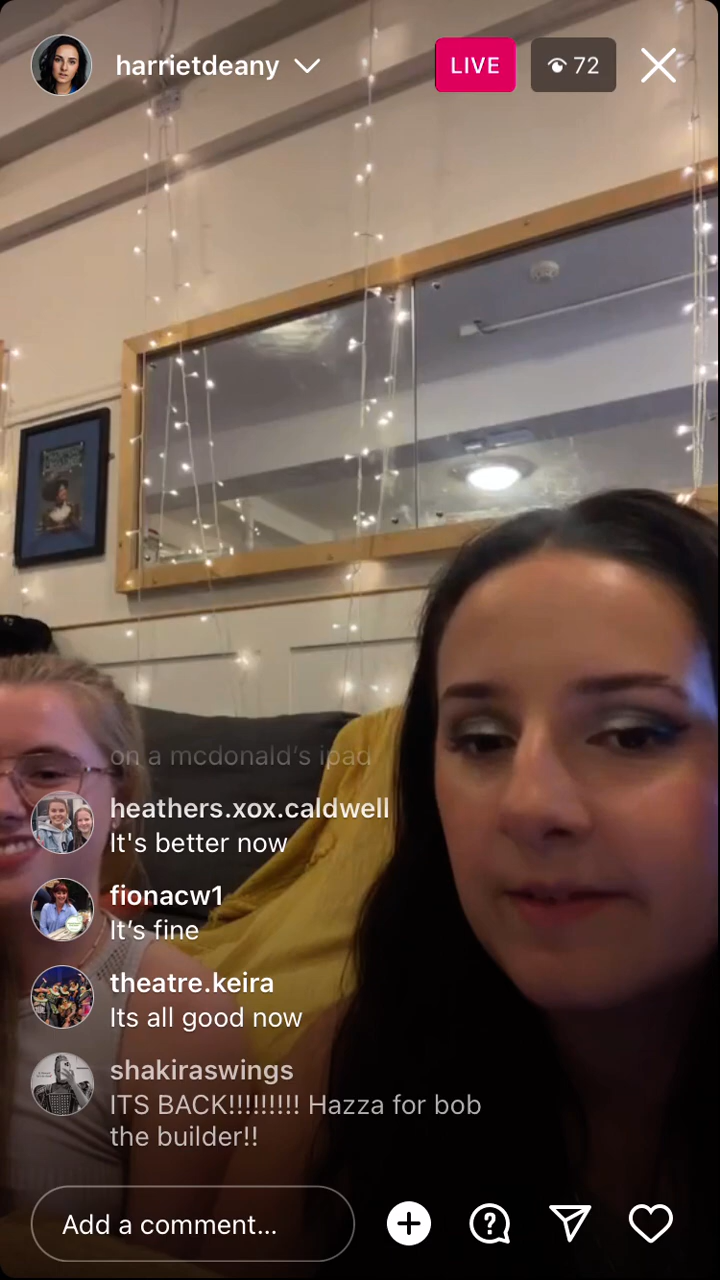 harrietdeany
LIVE
72
on a mcdonald's ipad
heathers.xox.caldwell
It's better now
fionacw1
It's fine
theatre.keira
Its all good now
shakiraswings
ITS BACK!!!!!!!!! Hazza for bob
the builder!!
Add a comment...